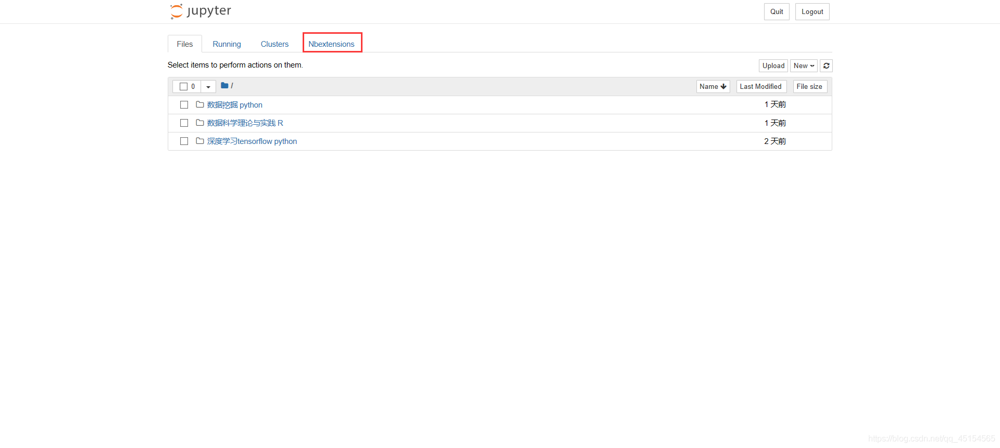 jupyter
Quit
Logout
Files
Running
Clusters
Nbextensions
Select items to perform actions on them.
Upload
New
0
/
Name
Last Modified
File size
数据挖掘 python
1 天前
数据科学理论与实践 R
1 天前
深度学习tensorflow python
2 天前
https://blog.csdn.net/qq_45154565